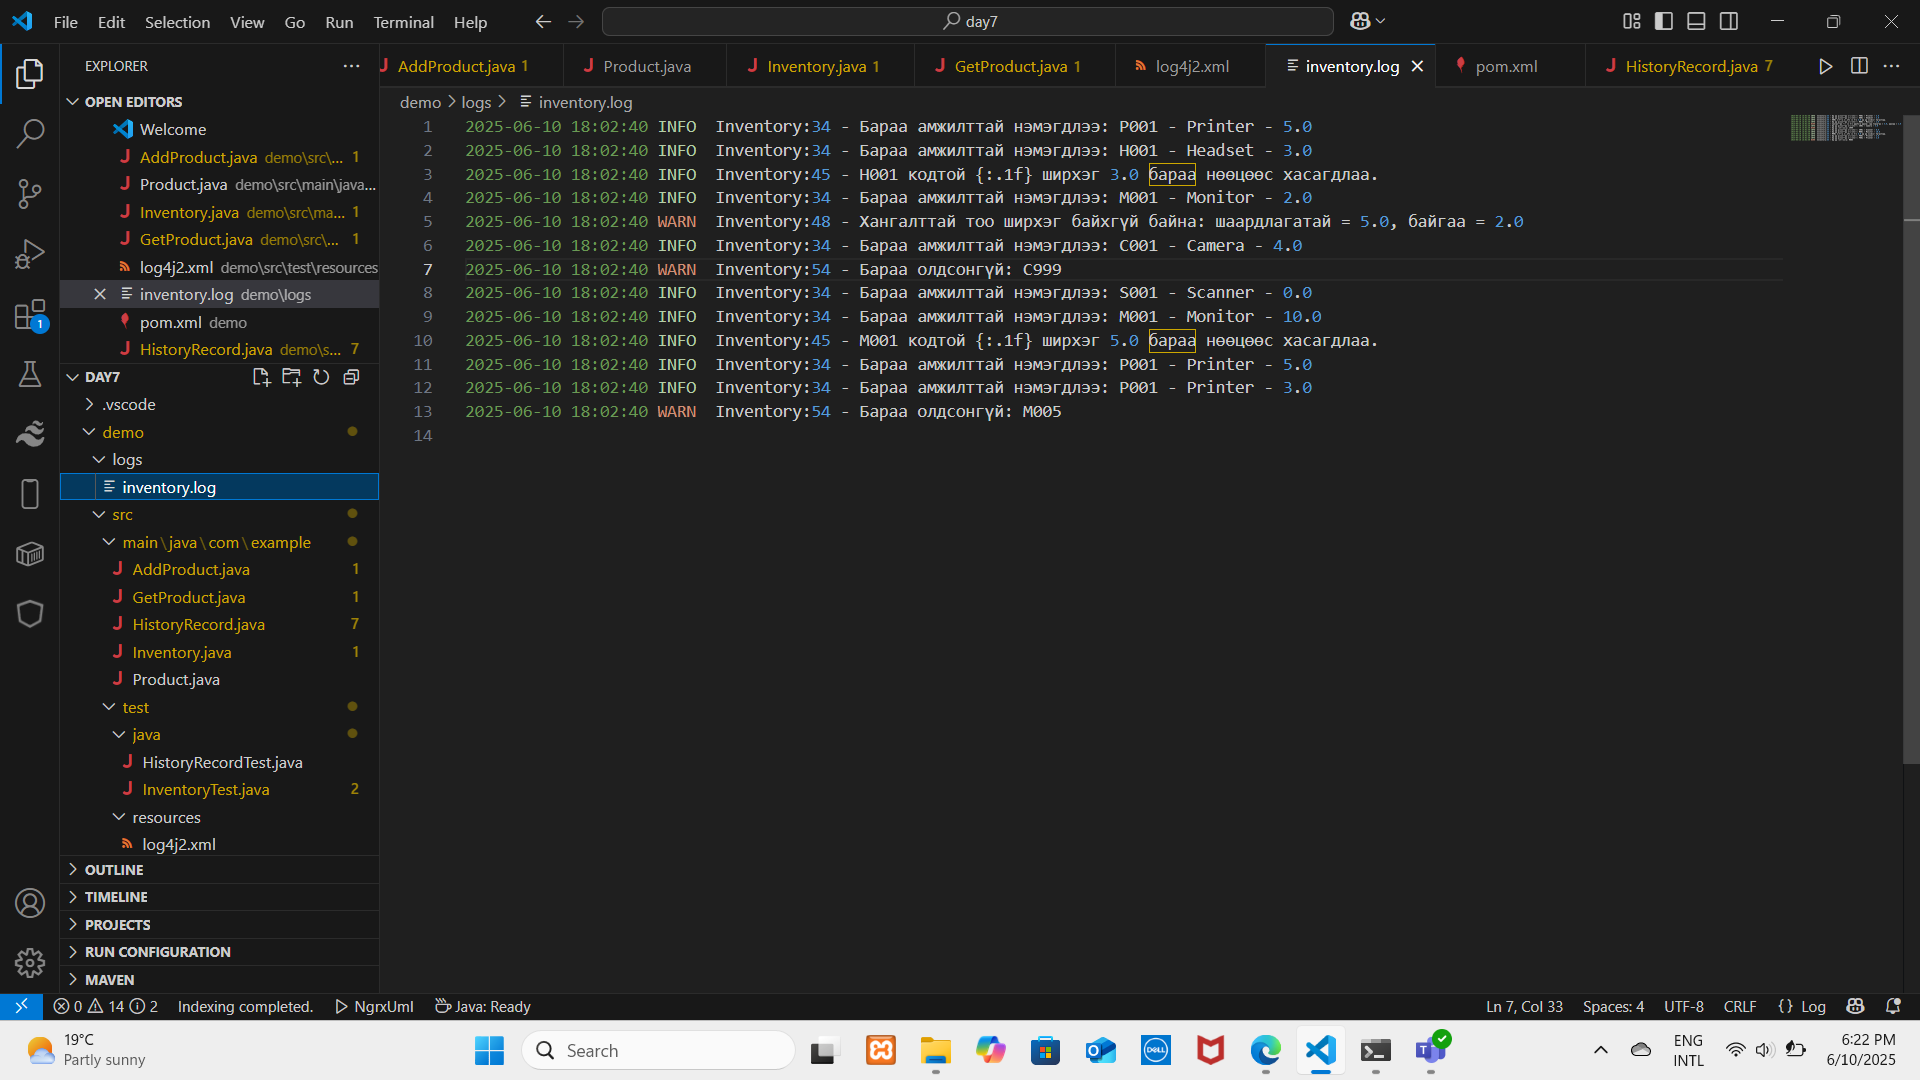 File Edit Selection View Go Run Terminal Help
day7
EXPLORER
OPEN EDITORS
Welcome
AddProduct.java demo\src\... 1
Product.java demo\src\main\java...
Inventory.java demo\src\ma... 1
GetProduct.java demo\src\... 1
log4j2.xml demo\src\test\resources
inventory.log demo\logs
pom.xml demo
HistoryRecord.java demo\s... 7
DAY7
.vscode
demo
logs
inventory.log
src
main\java\com\example
AddProduct.java 1
GetProduct.java 1
HistoryRecord.java 7
Inventory.java 1
Product.java
test
java
HistoryRecordTest.java
InventoryTest.java 2
resources
log4j2.xml
OUTLINE
TIMELINE
PROJECTS
RUN CONFIGURATION
MAVEN
AddProduct.java 1 Product.java Inventory.java 1 GetProduct.java 1 log4j2.xml inventory.log pom.xml HistoryRecord.java 7
demo > logs > inventory.log
1 2025-06-10 18:02:40 INFO Inventory:34 - Бараа амжилттай нэмэгдлээ: P001 - Printer - 5.0
2 2025-06-10 18:02:40 INFO Inventory:34 - Бараа амжилттай нэмэгдлээ: H001 - Headset - 3.0
3 2025-06-10 18:02:40 INFO Inventory:45 - H001 кодтой {:.1f} ширхэг 3.0 бараа нөөцөөс хасагдлаа.
4 2025-06-10 18:02:40 INFO Inventory:34 - Бараа амжилттай нэмэгдлээ: M001 - Monitor - 2.0
5 2025-06-10 18:02:40 WARN Inventory:48 - Хангалттай тоо ширхэг байхгүй байна: шаардлагатай = 5.0, байгаа = 2.0
6 2025-06-10 18:02:40 INFO Inventory:34 - Бараа амжилттай нэмэгдлээ: C001 - Camera - 4.0
7 2025-06-10 18:02:40 WARN Inventory:54 - Бараа олдсонгүй: C999
8 2025-06-10 18:02:40 INFO Inventory:34 - Бараа амжилттай нэмэгдлээ: S001 - Scanner - 0.0
9 2025-06-10 18:02:40 INFO Inventory:34 - Бараа амжилттай нэмэгдлээ: M001 - Monitor - 10.0
10 2025-06-10 18:02:40 INFO Inventory:45 - M001 кодтой {:.1f} ширхэг 5.0 бараа нөөцөөс хасагдлаа.
11 2025-06-10 18:02:40 INFO Inventory:34 - Бараа амжилттай нэмэгдлээ: P001 - Printer - 5.0
12 2025-06-10 18:02:40 INFO Inventory:34 - Бараа амжилттай нэмэгдлээ: P001 - Printer - 3.0
13 2025-06-10 18:02:40 WARN Inventory:54 - Бараа олдсонгүй: M005
14
0 14 2 Indexing completed. NgrxUml Java: Ready Ln 7, Col 33 Spaces: 4 UTF-8 CRLF {} Log
19°C
Partly sunny
Search
DELL
ENG
INTL
6:22 PM
6/10/2025